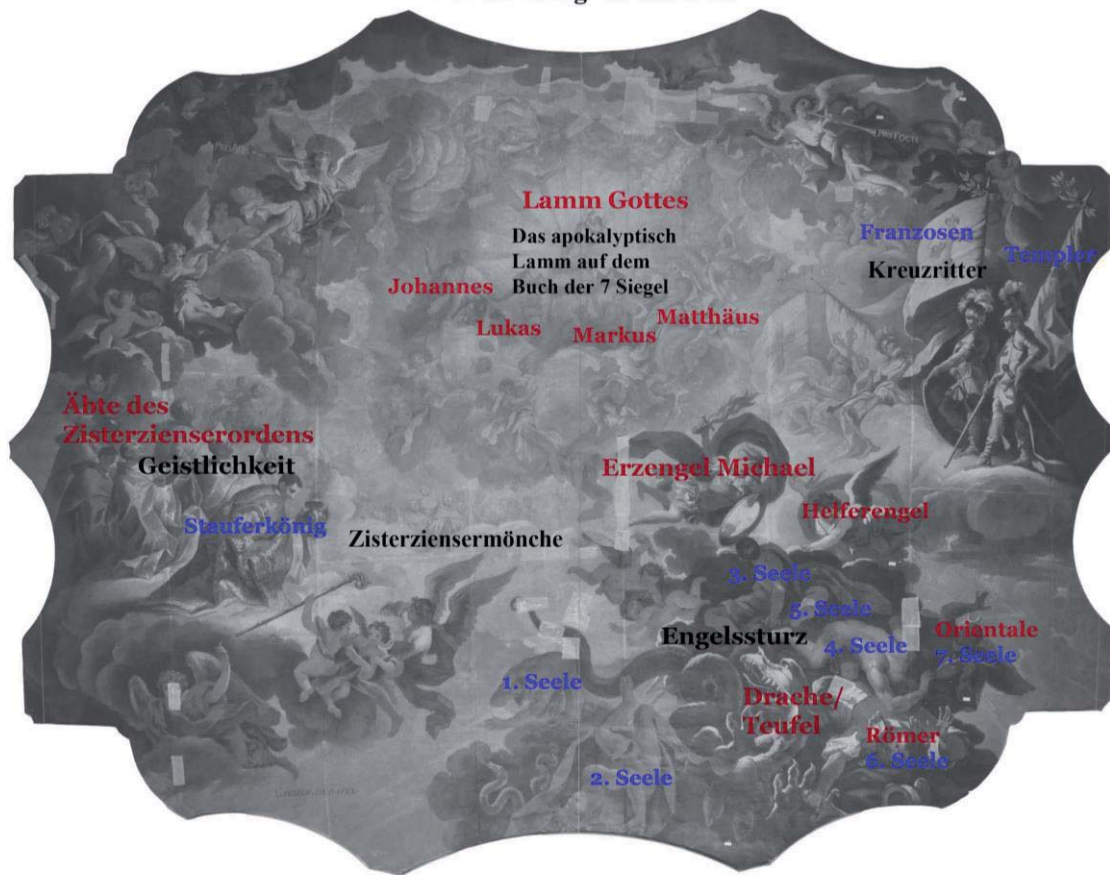 Lamm Gottes
Das apokalyptisch
Lamm auf dem
Buch der 7 Siegel
Franzosen
Templer
Kreuzritter
Johannes
Lukas
Markus
Matthäus
Äbte des
Zisterzienserordens
Geistlichkeit
Stauferkönig
Zisterziensermönche
Erzengel Michael
Helferengel
3. Seele
5. Seele
4. Seele
Engelssturz
Orientale
7. Seele
1. Seele
Drache/
Teufel
Römer
6. Seele
2. Seele